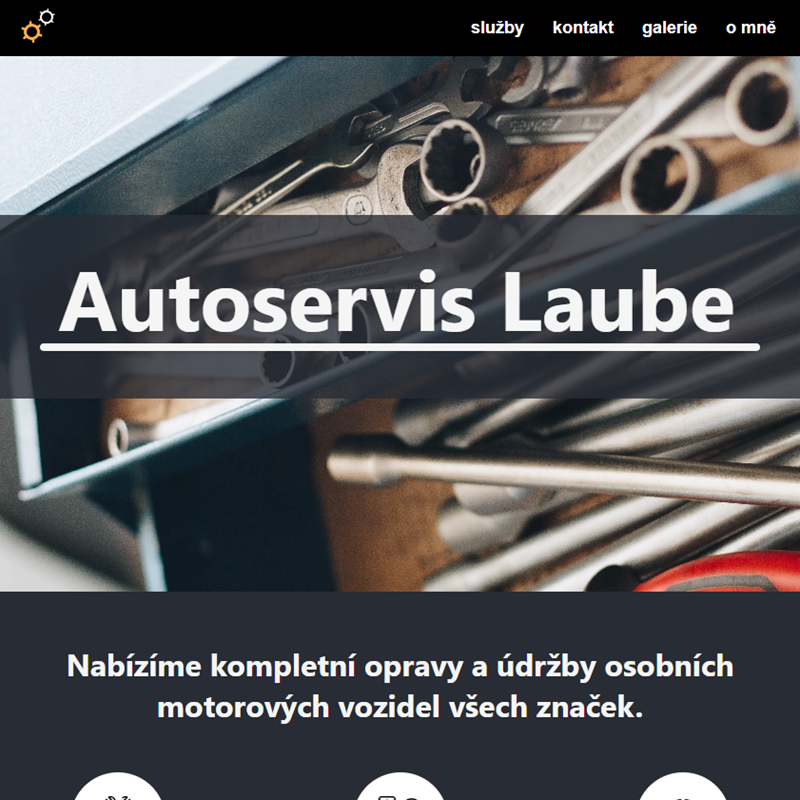 služby kontakt galerie o mně
Autoservis Laube
Nabízíme kompletní opravy a údržby osobních
motorových vozidel všech značek.